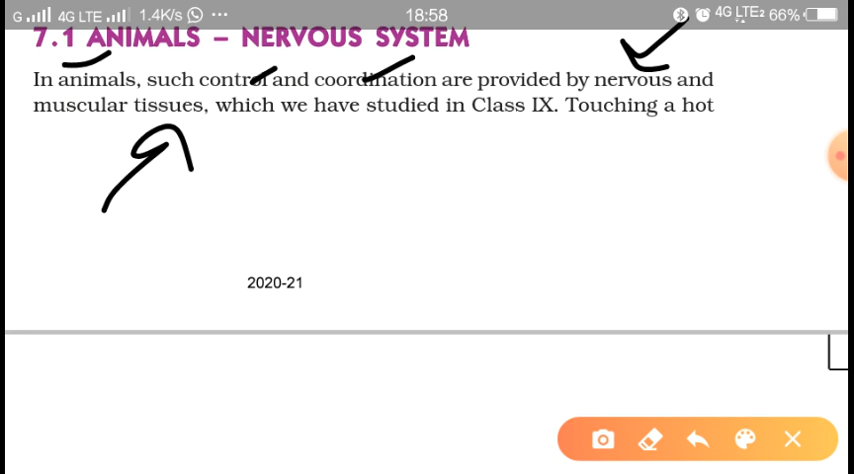 G 4G LTE 1.4K/s ... 18:58 4G LTE2 66%
7.1 ANIMALS – NERVOUS SYSTEM
In animals, such control and coordination are provided by nervous and
muscular tissues, which we have studied in Class IX. Touching a hot
2020-21